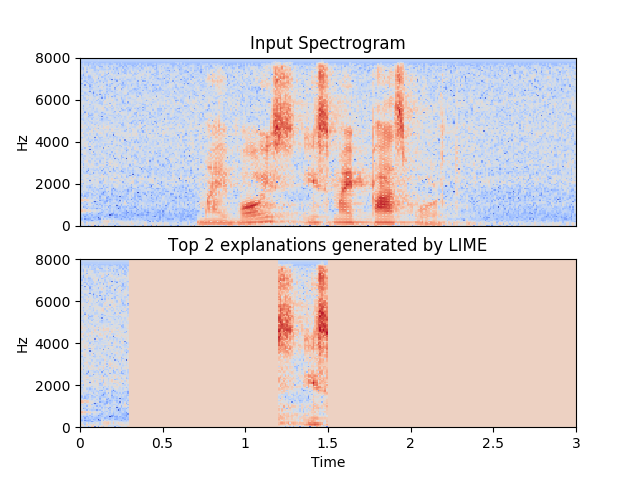 Input Spectrogram
8000
6000
Hz
4000
2000
0
Top 2 explanations generated by LIME
8000
6000
Hz
4000
2000
0
0 0.5 1 1.5 2 2.5 3
Time